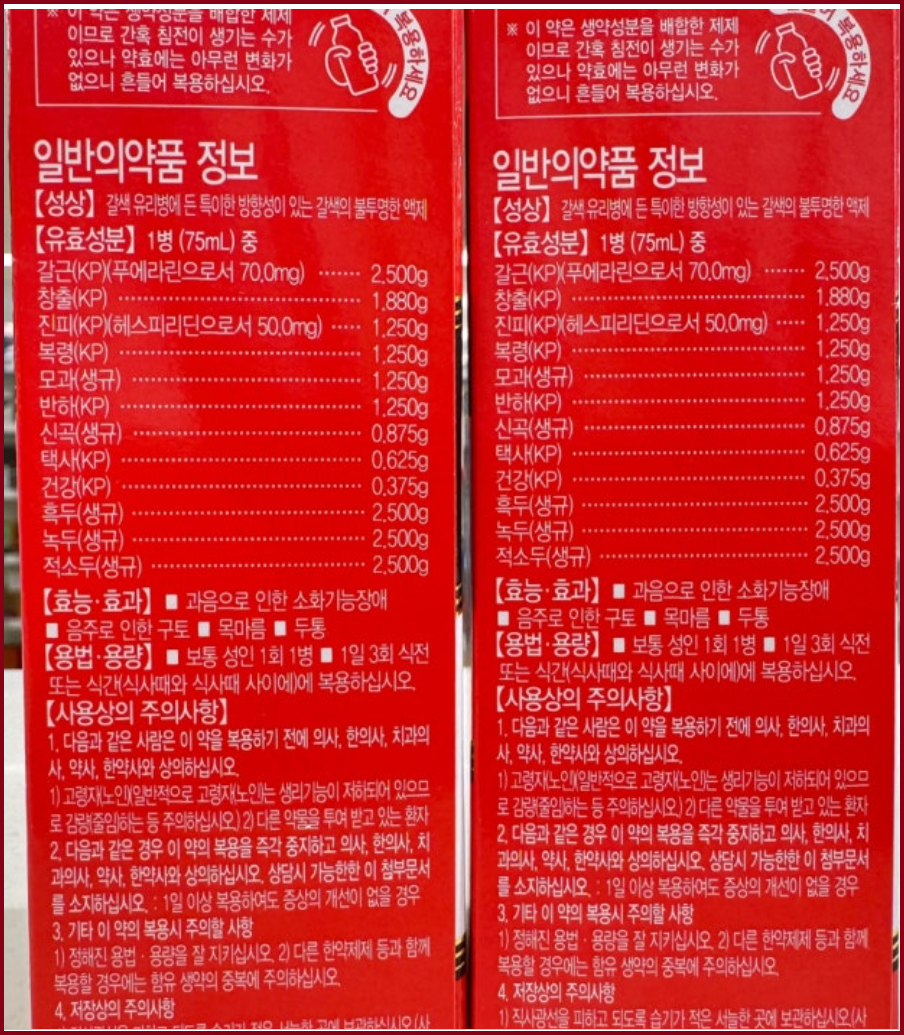 ※ 이 약은 생약성분을 배합한 제제
이므로 간혹 침전이 생기는 수가
있으나 약효에는 아무런 변화가
없으니 흔들어 복용하십시오.
복용하세요
일반의약품 정보
【성상】 갈색 유리병에 든 특이한 방향성이 있는 갈색의 불투명한 액제
【유효성분】 1병 (75mL) 중
갈근(KP)(푸에라린으로서 70.0mg) ······· 2.500g
창출(KP) ······· 1.880g
진피(KP)(헤스피리딘으로서 50.0mg) ····· 1.250g
복령(KP) ······· 1.250g
모과(생규) ······· 1.250g
반하(KP) ······· 1.250g
신곡(생규) ······· 0.875g
택사(KP) ······· 0.625g
건강(KP) ······· 0.375g
흑두(생규) ······· 2.500g
녹두(생규) ······· 2.500g
적소두(생규) ······· 2.500g
【효능·효과】 ■ 과음으로 인한 소화기능장애
■ 음주로 인한 구토 ■ 목마름 ■ 두통
【용법·용량】 ■ 보통 성인 1회 1병 ■ 1일 3회 식전
또는 식간(식사때와 식사때 사이에)에 복용하십시오.
【사용상의 주의사항】
1. 다음과 같은 사람은 이 약을 복용하기 전에 의사, 한의사, 치과의
사, 약사, 한약사와 상의하십시오.
1) 고령자(노인)(일반적으로 고령자(노인)는 생리기능이 저하되어 있으므
로 감량(줄임)하는 등 주의하십시오.) 2) 다른 약물을 투여 받고 있는 환자
2. 다음과 같은 경우 이 약의 복용을 즉각 중지하고 의사, 한의사, 치
과의사, 약사, 한약사와 상의하십시오. 상담시 가능한한 이 첨부문서
를 소지하십시오. : 1일 이상 복용하여도 증상의 개선이 없을 경우
3. 기타 이 약의 복용시 주의할 사항
1) 정해진 용법 · 용량을 잘 지키십시오. 2) 다른 한약제제 등과 함께
복용할 경우에는 함유 생약의 중복에 주의하십시오.
4. 저장상의 주의사항
1) 직사광선을 피하고 되도록 습기가 적은 서늘한 곳에 보관하십시오.(사
※ 이 약은 생약성분을 배합한 제제
이므로 간혹 침전이 생기는 수가
있으나 약효에는 아무런 변화가
없으니 흔들어 복용하십시오.
복용하세요
일반의약품 정보
【성상】 갈색 유리병에 든 특이한 방향성이 있는 갈색의 불투명한 액제
【유효성분】 1병 (75mL) 중
갈근(KP)(푸에라린으로서 70.0mg) ······· 2.500g
창출(KP) ······· 1.880g
진피(KP)(헤스피리딘으로서 50.0mg) ····· 1.250g
복령(KP) ······· 1.250g
모과(생규) ······· 1.250g
반하(KP) ······· 1.250g
신곡(생규) ······· 0.875g
택사(KP) ······· 0.625g
건강(KP) ······· 0.375g
흑두(생규) ······· 2.500g
녹두(생규) ······· 2.500g
적소두(생규) ······· 2.500g
【효능·효과】 ■ 과음으로 인한 소화기능장애
■ 음주로 인한 구토 ■ 목마름 ■ 두통
【용법·용량】 ■ 보통 성인 1회 1병 ■ 1일 3회 식전
또는 식간(식사때와 식사때 사이에)에 복용하십시오.
【사용상의 주의사항】
1. 다음과 같은 사람은 이 약을 복용하기 전에 의사, 한의사, 치과의
사, 약사, 한약사와 상의하십시오.
1) 고령자(노인)(일반적으로 고령자(노인)는 생리기능이 저하되어 있으므
로 감량(줄임)하는 등 주의하십시오.) 2) 다른 약물을 투여 받고 있는 환자
2. 다음과 같은 경우 이 약의 복용을 즉각 중지하고 의사, 한의사, 치
과의사, 약사, 한약사와 상의하십시오. 상담시 가능한한 이 첨부문서
를 소지하십시오. : 1일 이상 복용하여도 증상의 개선이 없을 경우
3. 기타 이 약의 복용시 주의할 사항
1) 정해진 용법 · 용량을 잘 지키십시오. 2) 다른 한약제제 등과 함께
복용할 경우에는 함유 생약의 중복에 주의하십시오.
4. 저장상의 주의사항
1) 직사광선을 피하고 되도록 습기가 적은 서늘한 곳에 보관하십시오.(사